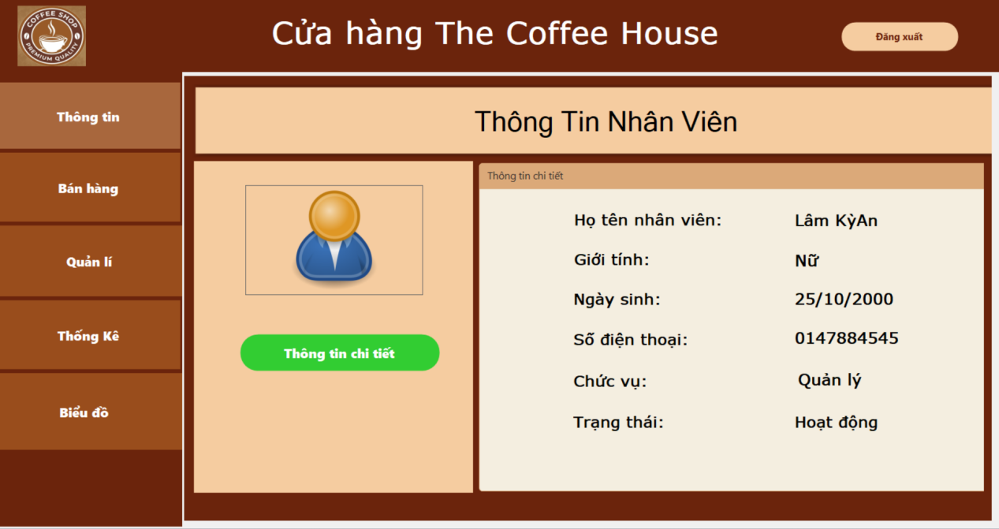 COFFEE SHOP
PREMIUM QUALITY
Cửa hàng The Coffee House
Đăng xuất
Thông tin
Bán hàng
Quản lí
Thống Kê
Biểu đồ
Thông Tin Nhân Viên
Thông tin chi tiết
Thông tin chi tiết
Họ tên nhân viên: Lâm KỳAn
Giới tính: Nữ
Ngày sinh: 25/10/2000
Số điện thoại: 0147884545
Chức vụ: Quản lý
Trạng thái: Hoạt động